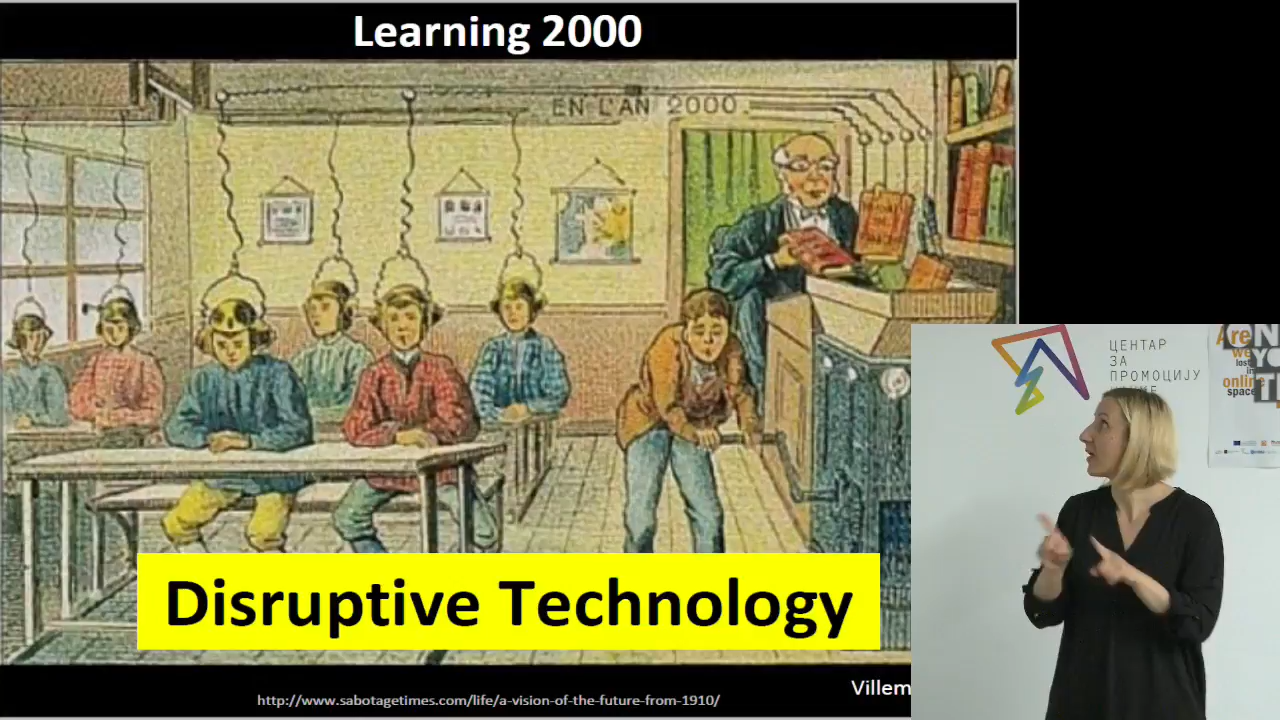 Learning 2000
EN L'AN 2000
ЦЕНТАР
ЗА
ПРОМОЦИЈУ
Are
we
lost
in
online
space
Disruptive Technology
Villem
http://www.sabotagetimes.com/life/a-vision-of-the-future-from-1910/